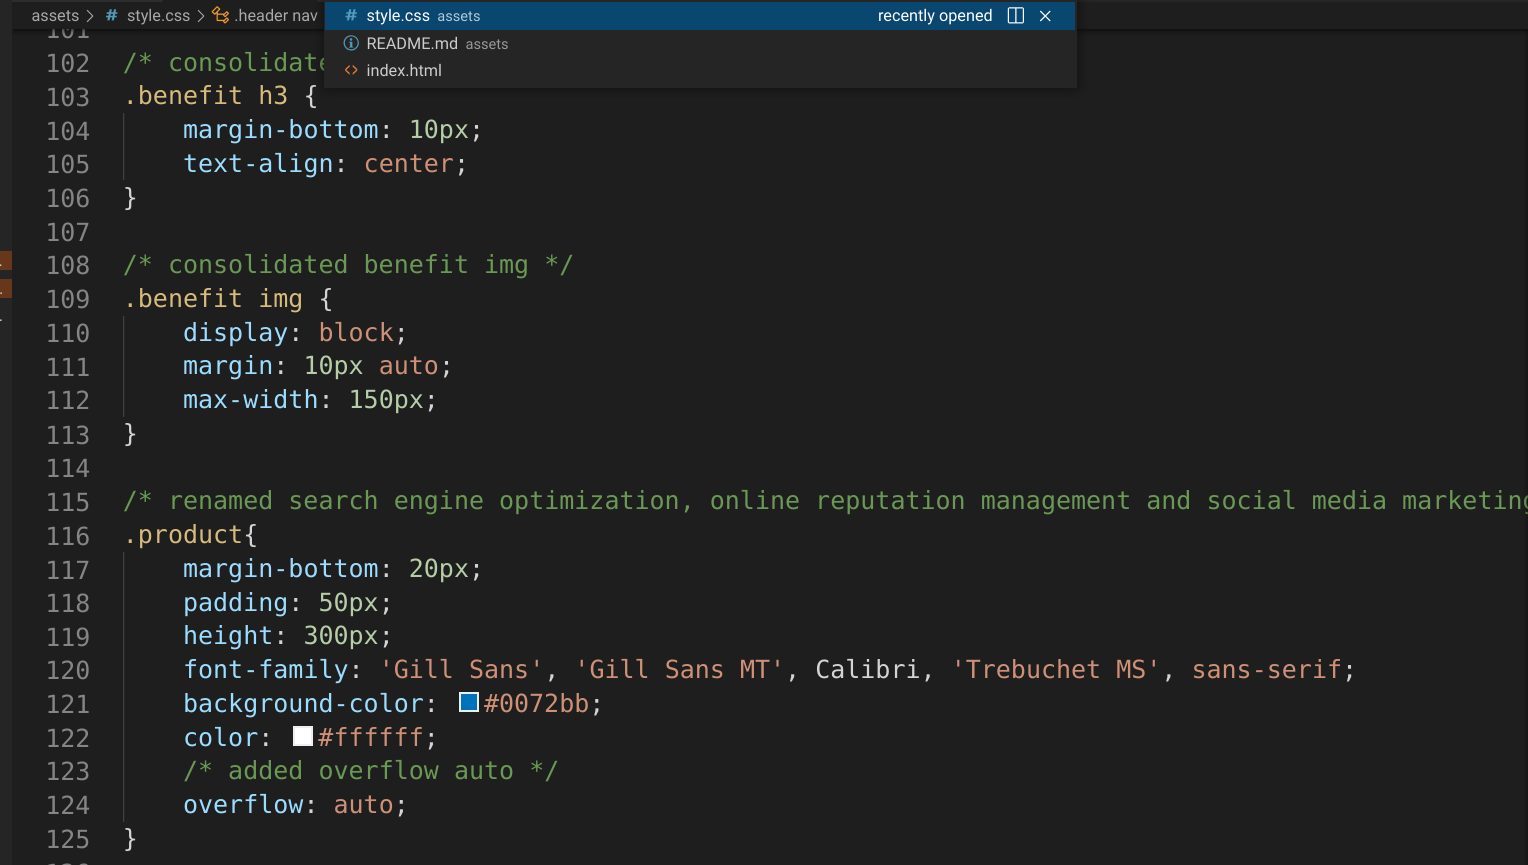 assets > # style.css > .header nav
# style.css assets recently opened
README.md assets
<> index.html
101
102 /* consolidate
103 .benefit h3 {
104 margin-bottom: 10px;
105 text-align: center;
106 }
107
108 /* consolidated benefit img */
109 .benefit img {
110 display: block;
111 margin: 10px auto;
112 max-width: 150px;
113 }
114
115 /* renamed search engine optimization, online reputation management and social media marketing
116 .product{
117 margin-bottom: 20px;
118 padding: 50px;
119 height: 300px;
120 font-family: 'Gill Sans', 'Gill Sans MT', Calibri, 'Trebuchet MS', sans-serif;
121 background-color: #0072bb;
122 color: #ffffff;
123 /* added overflow auto */
124 overflow: auto;
125 }